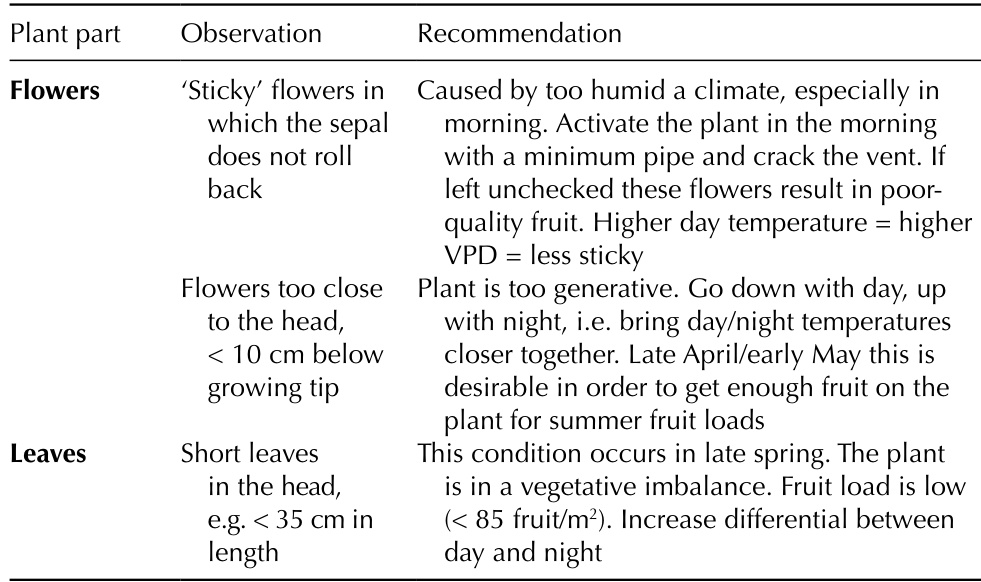 Plant part Observation Recommendation
Flowers ‘Sticky’ flowers in Caused by too humid a climate, especially in
which the sepal morning. Activate the plant in the morning
does not roll with a minimum pipe and crack the vent. If
back left unchecked these flowers result in poor-
quality fruit. Higher day temperature = higher
VPD = less sticky
Flowers too close Plant is too generative. Go down with day, up
to the head, with night, i.e. bring day/night temperatures
< 10 cm below closer together. Late April/early May this is
growing tip desirable in order to get enough fruit on the
plant for summer fruit loads
Leaves Short leaves This condition occurs in late spring. The plant
in the head, is in a vegetative imbalance. Fruit load is low
e.g. < 35 cm in (< 85 fruit/m²). Increase differential between
length day and night